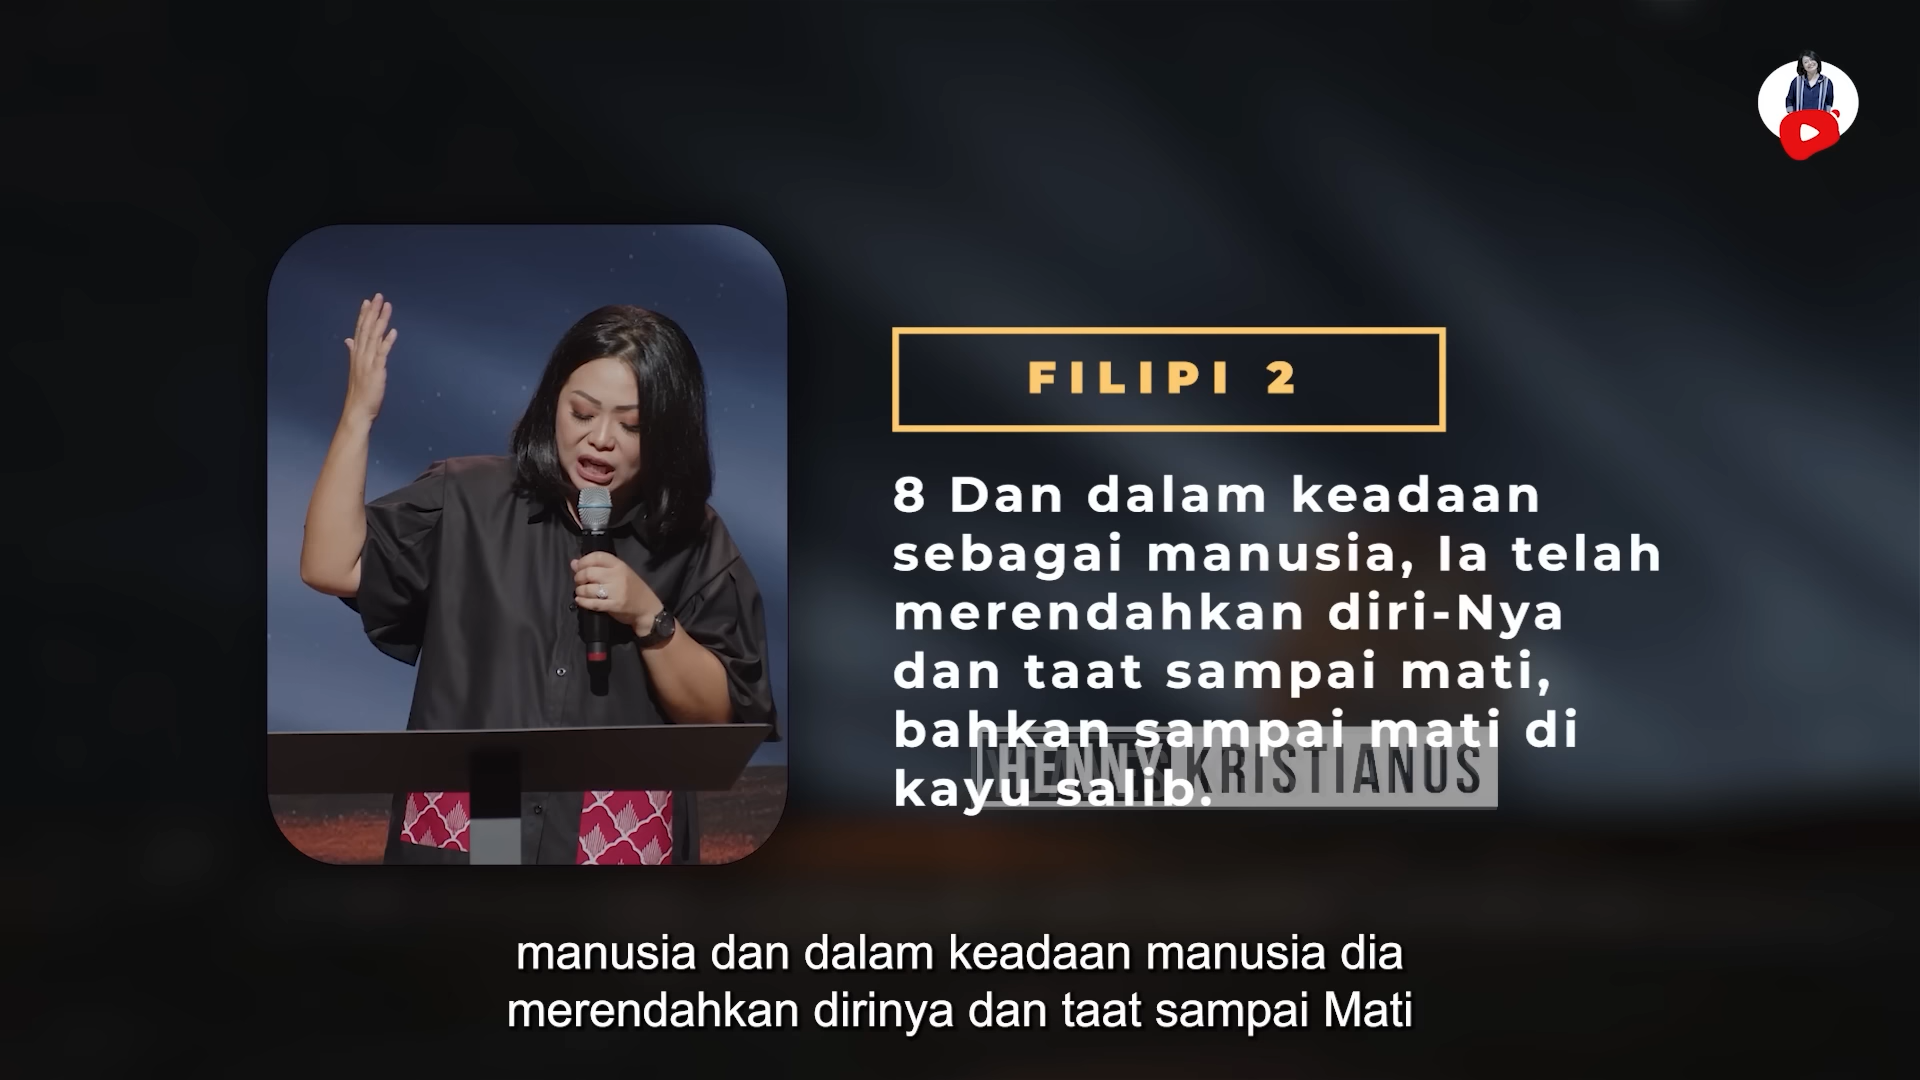 FILIPI 2
8 Dan dalam keadaan
sebagai manusia, Ia telah
merendahkan diri-Nya
dan taat sampai mati,
bahkan sampai mati di
kayu salib.
HENNY KRISTIANUS
manusia dan dalam keadaan manusia dia
merendahkan dirinya dan taat sampai Mati